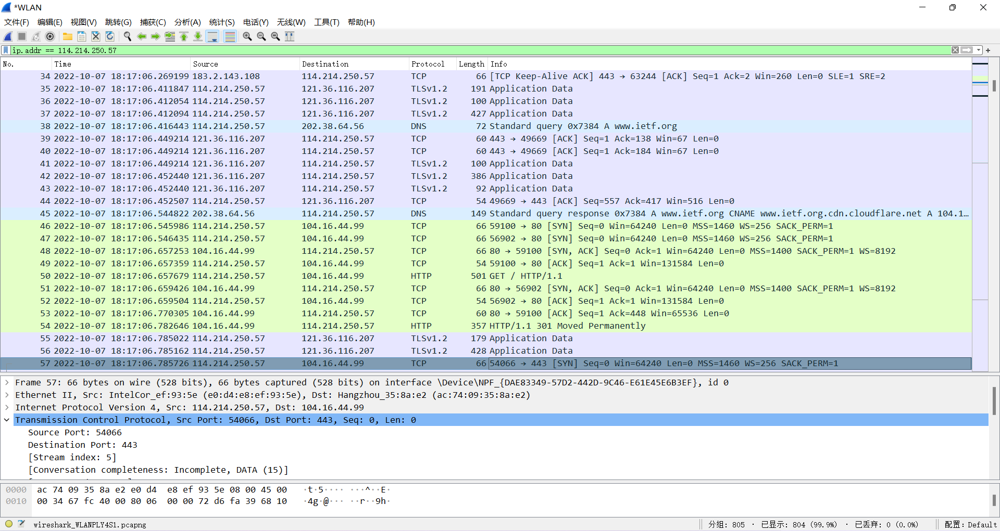 *WLAN
文件(F) 编辑(E) 视图(V) 跳转(G) 捕获(C) 分析(A) 统计(S) 电话(Y) 无线(W) 工具(T) 帮助(H)
ip.addr == 114.214.250.57
No. Time Source Destination Protocol Length Info
34 2022-10-07 18:17:06.269199 183.2.143.108 114.214.250.57 TCP 66 [TCP Keep-Alive ACK] 443 → 63244 [ACK] Seq=1 Ack=2 Win=260 Len=0 SLE=1 SRE=2
35 2022-10-07 18:17:06.411847 114.214.250.57 121.36.116.207 TLSv1.2 191 Application Data
36 2022-10-07 18:17:06.412054 114.214.250.57 121.36.116.207 TLSv1.2 100 Application Data
37 2022-10-07 18:17:06.412094 114.214.250.57 121.36.116.207 TLSv1.2 427 Application Data
38 2022-10-07 18:17:06.416443 114.214.250.57 202.38.64.56 DNS 72 Standard query 0x7384 A www.ietf.org
39 2022-10-07 18:17:06.449214 121.36.116.207 114.214.250.57 TCP 60 443 → 49669 [ACK] Seq=1 Ack=138 Win=67 Len=0
40 2022-10-07 18:17:06.449214 121.36.116.207 114.214.250.57 TCP 60 443 → 49669 [ACK] Seq=1 Ack=184 Win=67 Len=0
41 2022-10-07 18:17:06.449214 121.36.116.207 114.214.250.57 TLSv1.2 100 Application Data
42 2022-10-07 18:17:06.452440 121.36.116.207 114.214.250.57 TLSv1.2 386 Application Data
43 2022-10-07 18:17:06.452440 121.36.116.207 114.214.250.57 TLSv1.2 92 Application Data
44 2022-10-07 18:17:06.452507 114.214.250.57 121.36.116.207 TCP 54 49669 → 443 [ACK] Seq=557 Ack=417 Win=516 Len=0
45 2022-10-07 18:17:06.544822 202.38.64.56 114.214.250.57 DNS 149 Standard query response 0x7384 A www.ietf.org CNAME www.ietf.org.cdn.cloudflare.net A 104.1…
46 2022-10-07 18:17:06.545986 114.214.250.57 104.16.44.99 TCP 66 59100 → 80 [SYN] Seq=0 Win=64240 Len=0 MSS=1460 WS=256 SACK_PERM=1
47 2022-10-07 18:17:06.546435 114.214.250.57 104.16.44.99 TCP 66 56902 → 80 [SYN] Seq=0 Win=64240 Len=0 MSS=1460 WS=256 SACK_PERM=1
48 2022-10-07 18:17:06.657253 104.16.44.99 114.214.250.57 TCP 66 80 → 59100 [SYN, ACK] Seq=0 Ack=1 Win=64240 Len=0 MSS=1400 SACK_PERM=1 WS=8192
49 2022-10-07 18:17:06.657359 114.214.250.57 104.16.44.99 TCP 54 59100 → 80 [ACK] Seq=1 Ack=1 Win=131584 Len=0
50 2022-10-07 18:17:06.657679 114.214.250.57 104.16.44.99 HTTP 501 GET / HTTP/1.1
51 2022-10-07 18:17:06.659426 104.16.44.99 114.214.250.57 TCP 66 80 → 56902 [SYN, ACK] Seq=0 Ack=1 Win=64240 Len=0 MSS=1400 SACK_PERM=1 WS=8192
52 2022-10-07 18:17:06.659504 114.214.250.57 104.16.44.99 TCP 54 56902 → 80 [ACK] Seq=1 Ack=1 Win=131584 Len=0
53 2022-10-07 18:17:06.770305 104.16.44.99 114.214.250.57 TCP 60 80 → 59100 [ACK] Seq=1 Ack=448 Win=65536 Len=0
54 2022-10-07 18:17:06.782646 104.16.44.99 114.214.250.57 HTTP 357 HTTP/1.1 301 Moved Permanently
55 2022-10-07 18:17:06.785022 114.214.250.57 121.36.116.207 TLSv1.2 179 Application Data
56 2022-10-07 18:17:06.785162 114.214.250.57 121.36.116.207 TLSv1.2 428 Application Data
57 2022-10-07 18:17:06.785726 114.214.250.57 104.16.44.99 TCP 66 54066 → 443 [SYN] Seq=0 Win=64240 Len=0 MSS=1460 WS=256 SACK_PERM=1
Frame 57: 66 bytes on wire (528 bits), 66 bytes captured (528 bits) on interface \Device\NPF_{DAE83349-57D2-442D-9C46-E61E45E6B3EF}, id 0
Ethernet II, Src: IntelCor_ef:93:5e (e0:d4:e8:ef:93:5e), Dst: Hangzhou_35:8a:e2 (ac:74:09:35:8a:e2)
Internet Protocol Version 4, Src: 114.214.250.57, Dst: 104.16.44.99
Transmission Control Protocol, Src Port: 54066, Dst Port: 443, Seq: 0, Len: 0
Source Port: 54066
Destination Port: 443
[Stream index: 5]
[Conversation completeness: Incomplete, DATA (15)]
0000 ac 74 09 35 8a e2 e0 d4 e8 ef 93 5e 08 00 45 00 ·t·5···· ···^··E·
0010 00 34 67 fc 40 00 80 06 00 00 72 d6 fa 39 68 10 ·4g·@··· ··r··9h·
wireshark_WLANPLY4S1.pcapng 分组: 805 · 已显示: 804 (99.9%) · 已丢弃: 0 (0.0%) 配置: Default